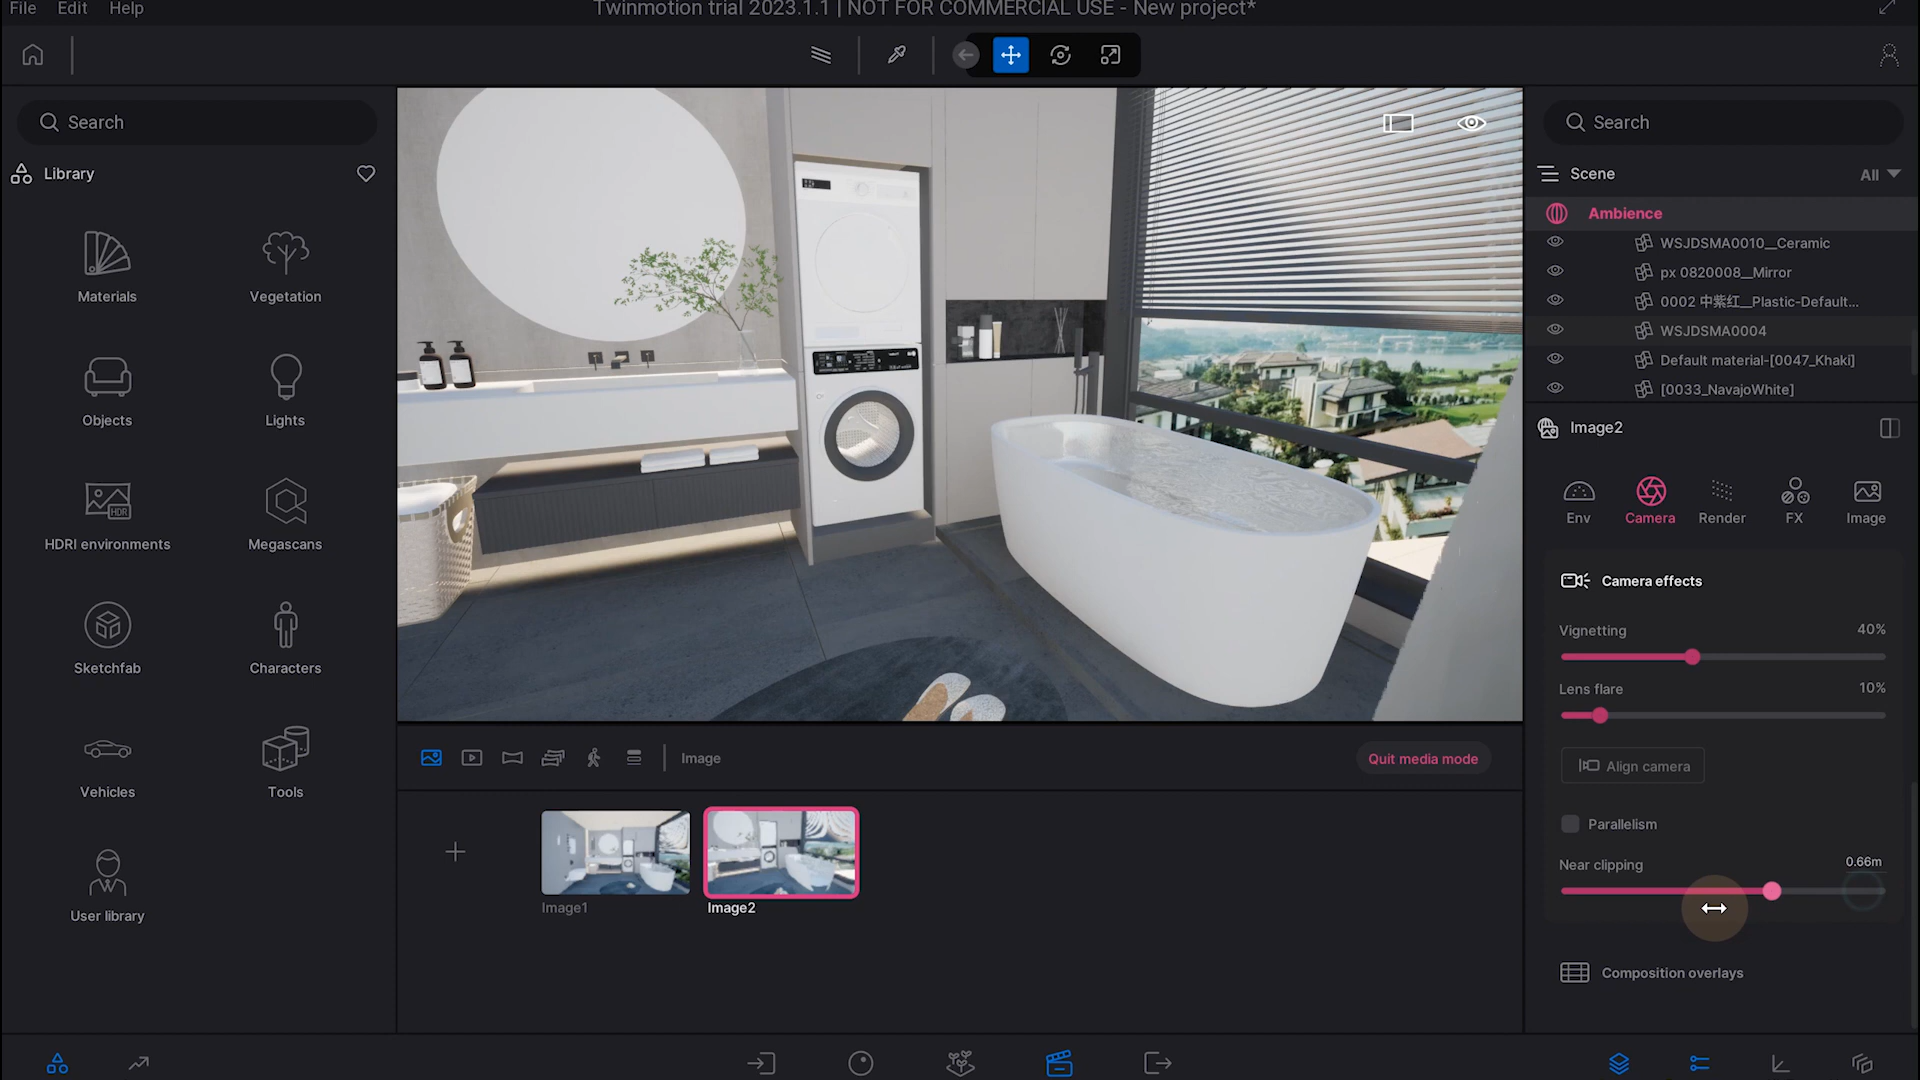 File Edit Help
Twinmotion trial 2023.1.1 | NOT FOR COMMERCIAL USE - New project*
Search
Library
Materials
Vegetation
Objects
Lights
HDR
HDRI environments
Megascans
Sketchfab
Characters
Vehicles
Tools
User library
Image
Quit media mode
Image1
Image2
Search
Scene
All
Ambience
WSJDSMA0010__Ceramic
px 0820008__Mirror
0002 中紫红__Plastic-Default...
WSJDSMA0004
Default material-[0047_Khaki]
[0033_NavajoWhite]
Image2
Env
Camera
Render
FX
Image
Camera effects
Vignetting 40%
Lens flare 10%
Align camera
Parallelism
Near clipping 0.66m
Composition overlays